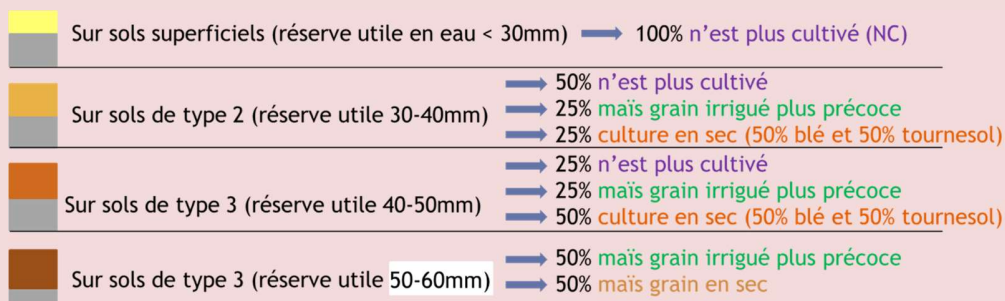 Sur sols superficiels (réserve utile en eau < 30mm) → 100% n'est plus cultivé (NC)
→ 50% n'est plus cultivé
Sur sols de type 2 (réserve utile 30-40mm) → 25% maïs grain irrigué plus précoce
→ 25% culture en sec (50% blé et 50% tournesol)
→ 25% n'est plus cultivé
Sur sols de type 3 (réserve utile 40-50mm) → 25% maïs grain irrigué plus précoce
→ 50% culture en sec (50% blé et 50% tournesol)
→ 50% maïs grain irrigué plus précoce
Sur sols de type 3 (réserve utile 50-60mm) → 50% maïs grain en sec